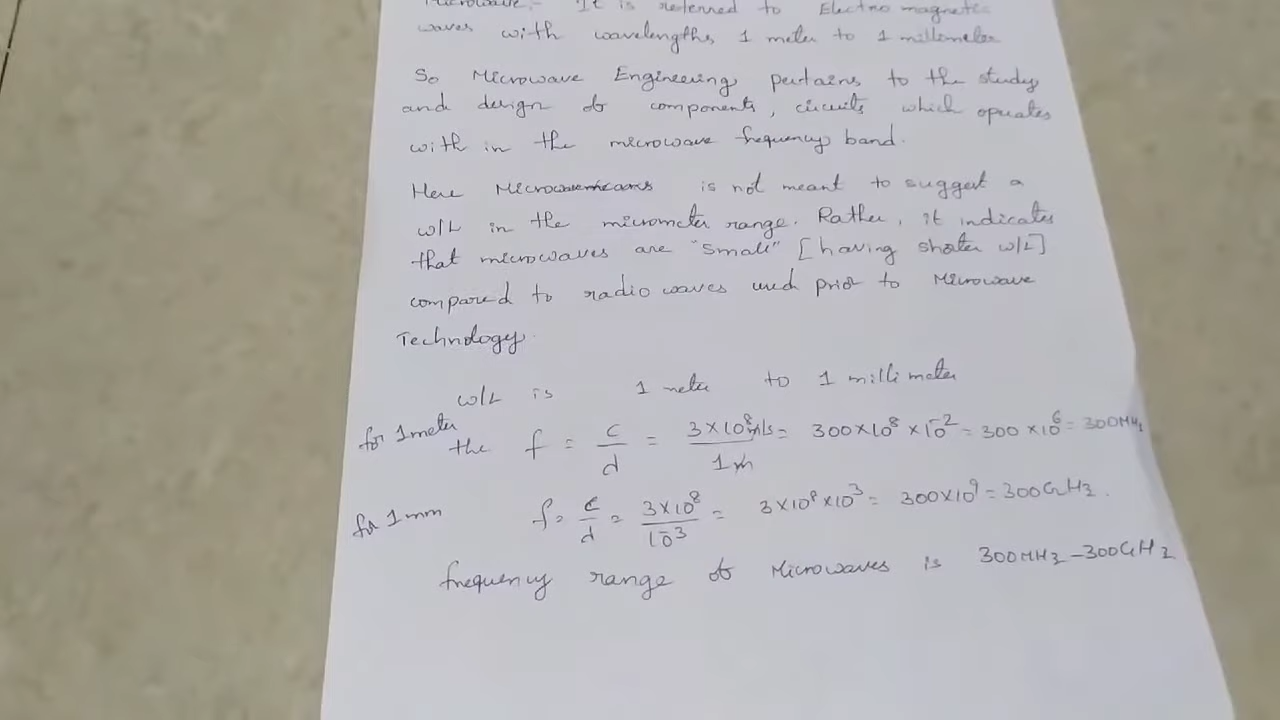 Microwave:- It is referred to Electro magnetic
waves with wavelengths 1 meter to 1 millimeter
So Microwave Engineering pertains to the study
and design of components, circuits which operates
with in the microwave frequency band.
Here Micro is not meant to suggest a
w/L in the micrometer range. Rather, it indicates
that microwaves are "small" [having shorter w/L]
compared to radio waves used prior to Microwave
Technology.
w/L is 1 meter to 1 millimeter
for 1 meter the f = c/d = 3×10⁸m/s/1m = 300×10⁸×10⁻² = 300×10⁶ = 300MHz
for 1mm f = c/d = 3×10⁸/10⁻³ = 3×10⁸×10³ = 300×10⁹ = 300GHz.
frequency range of Microwaves is 300MHz-300GHz